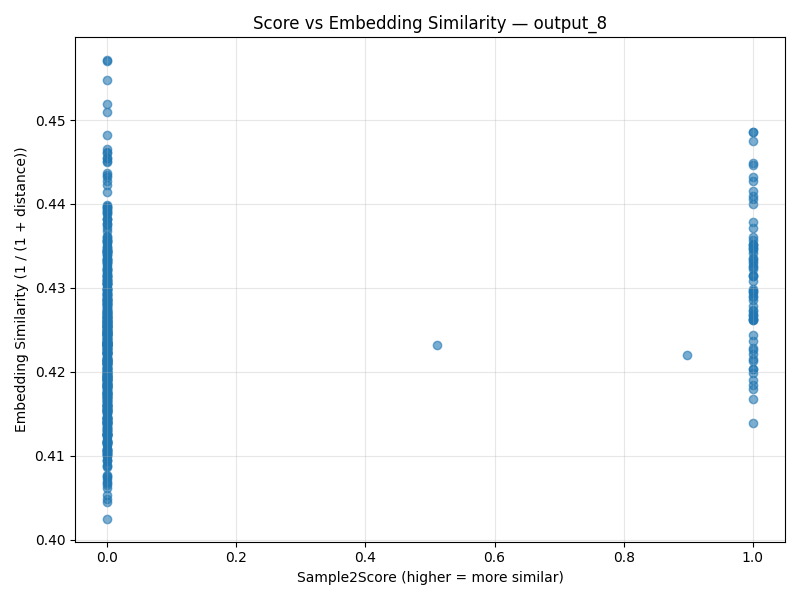 Score vs Embedding Similarity — output_8
Embedding Similarity (1 / (1 + distance))
0.45
0.44
0.43
0.42
0.41
0.40
0.0 0.2 0.4 0.6 0.8 1.0
Sample2Score (higher = more similar)